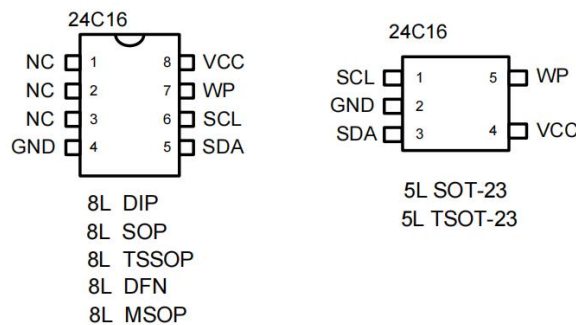 24C16
NC 1 8 VCC
NC 2 7 WP
NC 3 6 SCL
GND 4 5 SDA
8L DIP
8L SOP
8L TSSOP
8L DFN
8L MSOP
24C16
SCL 1 5 WP
GND 2
SDA 3 4 VCC
5L SOT-23
5L TSOT-23